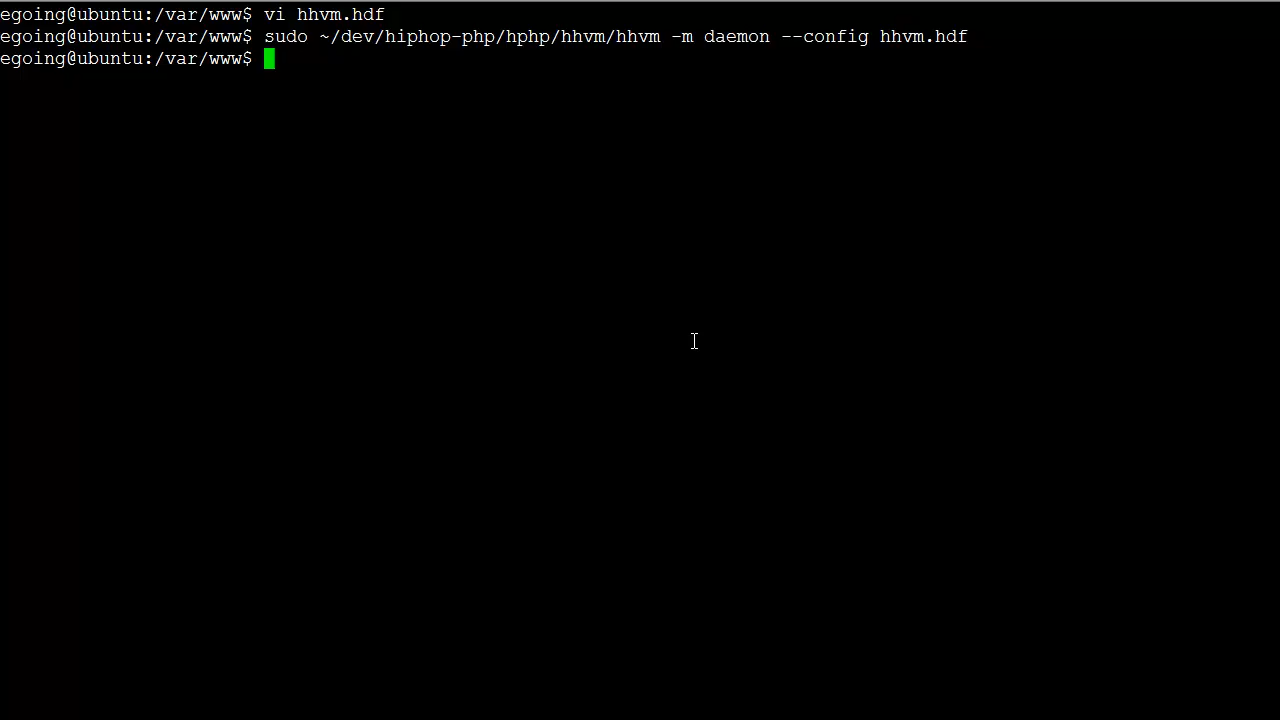 egoing@ubuntu:/var/www$ vi hhvm.hdf
egoing@ubuntu:/var/www$ sudo ~/dev/hiphop-php/hphp/hhvm/hhvm -m daemon --config hhvm.hdf
egoing@ubuntu:/var/www$